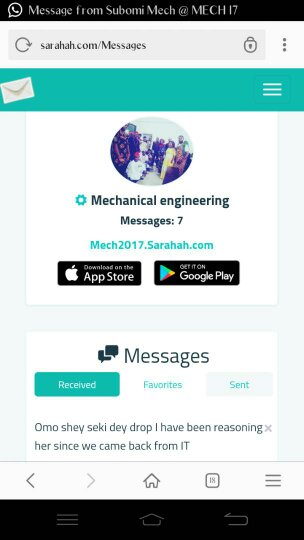 Message from Subomi Mech @ MECH 17
sarahah.com/Messages
Mechanical engineering
Messages: 7
Mech2017.Sarahah.com
Download on the
App Store
GET IT ON
Google Play
Messages
Received
Favorites
Sent
Omo shey seki dey drop I have been reasoning
her since we came back from IT
18